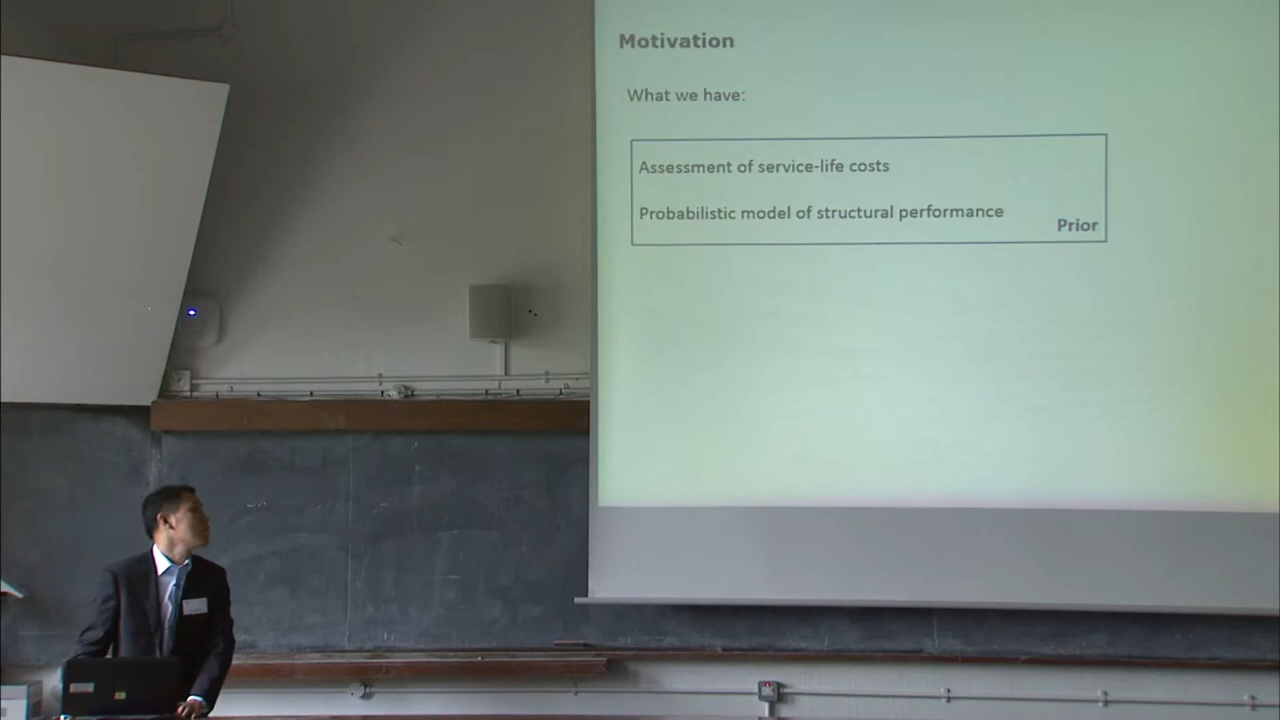 Motivation
What we have:
Assessment of service-life costs
Probabilistic model of structural performance
Prior